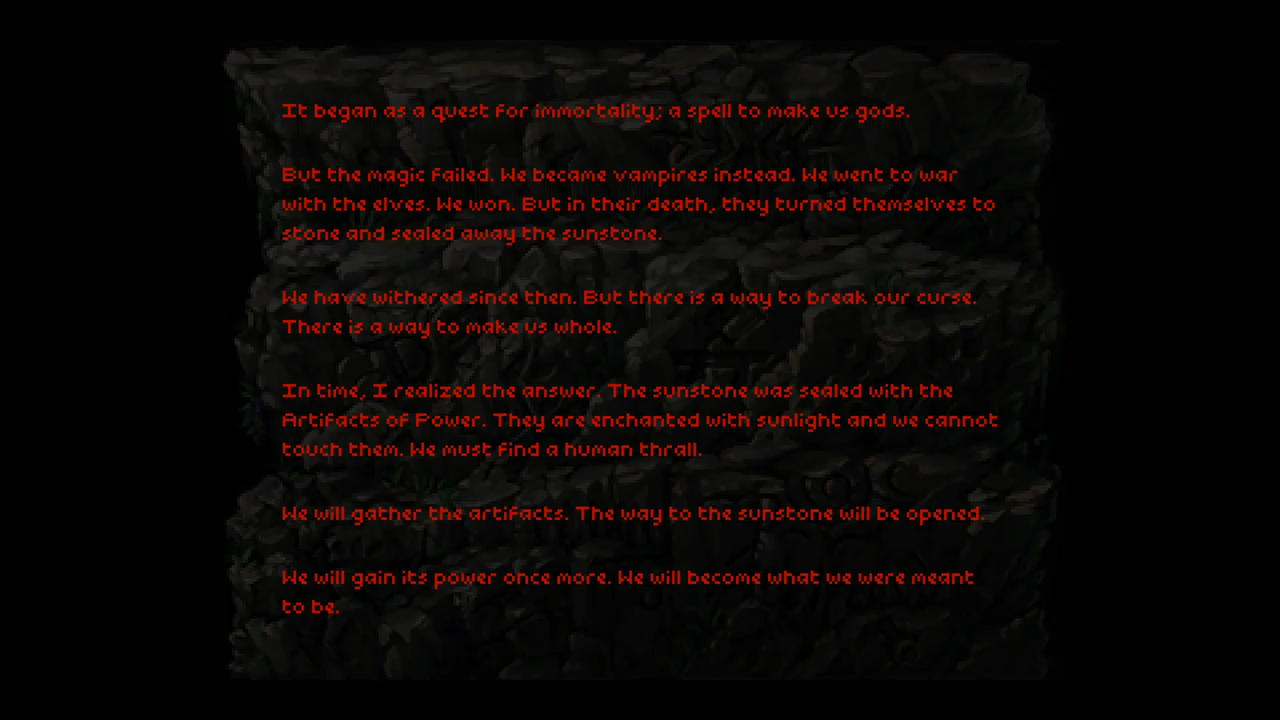 It began as a quest for immortality; a spell to make us gods.
But the magic failed. We became vampires instead. We went to war
with the elves. We won. But in their death, they turned themselves to
stone and sealed away the sunstone.
We have withered since then. But there is a way to break our curse.
There is a way to make us whole.
In time, I realized the answer. The sunstone was sealed with the
Artifacts of Power. They are enchanted with sunlight and we cannot
touch them. We must find a human thrall.
We will gather the artifacts. The way to the sunstone will be opened.
We will gain its power once more. We will become what we were meant
to be.